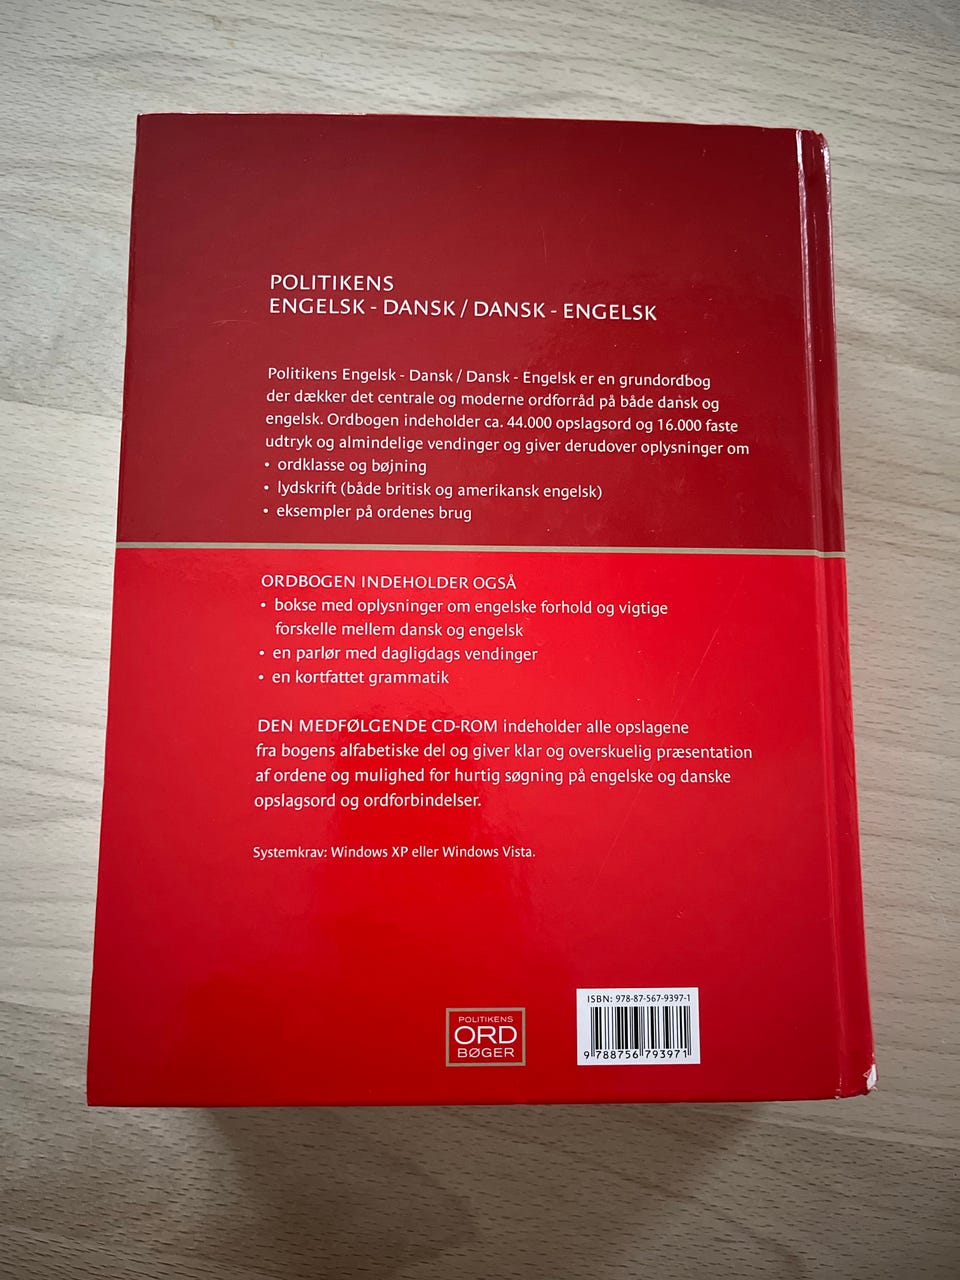 POLITIKENS
ENGELSK - DANSK / DANSK - ENGELSK
Politikens Engelsk - Dansk / Dansk - Engelsk er en grundordbog
der dækker det centrale og moderne ordforråd på både dansk og
engelsk. Ordbogen indeholder ca. 44.000 opslagsord og 16.000 faste
udtryk og almindelige vendinger og giver derudover oplysninger om
• ordklasse og bøjning
• lydskrift (både britisk og amerikansk engelsk)
• eksempler på ordenes brug
ORDBOGEN INDEHOLDER OGSÅ
• bokse med oplysninger om engelske forhold og vigtige
forskelle mellem dansk og engelsk
• en parlør med dagligdags vendinger
• en kortfattet grammatik
DEN MEDFØLGENDE CD-ROM indeholder alle opslagene
fra bogens alfabetiske del og giver klar og overskuelig præsentation
af ordene og mulighed for hurtig søgning på engelske og danske
opslagsord og ordforbindelser.
Systemkrav: Windows XP eller Windows Vista.
POLITIKENS
ORD
BØGER
ISBN: 978-87-567-9397-1
9 788756 793971